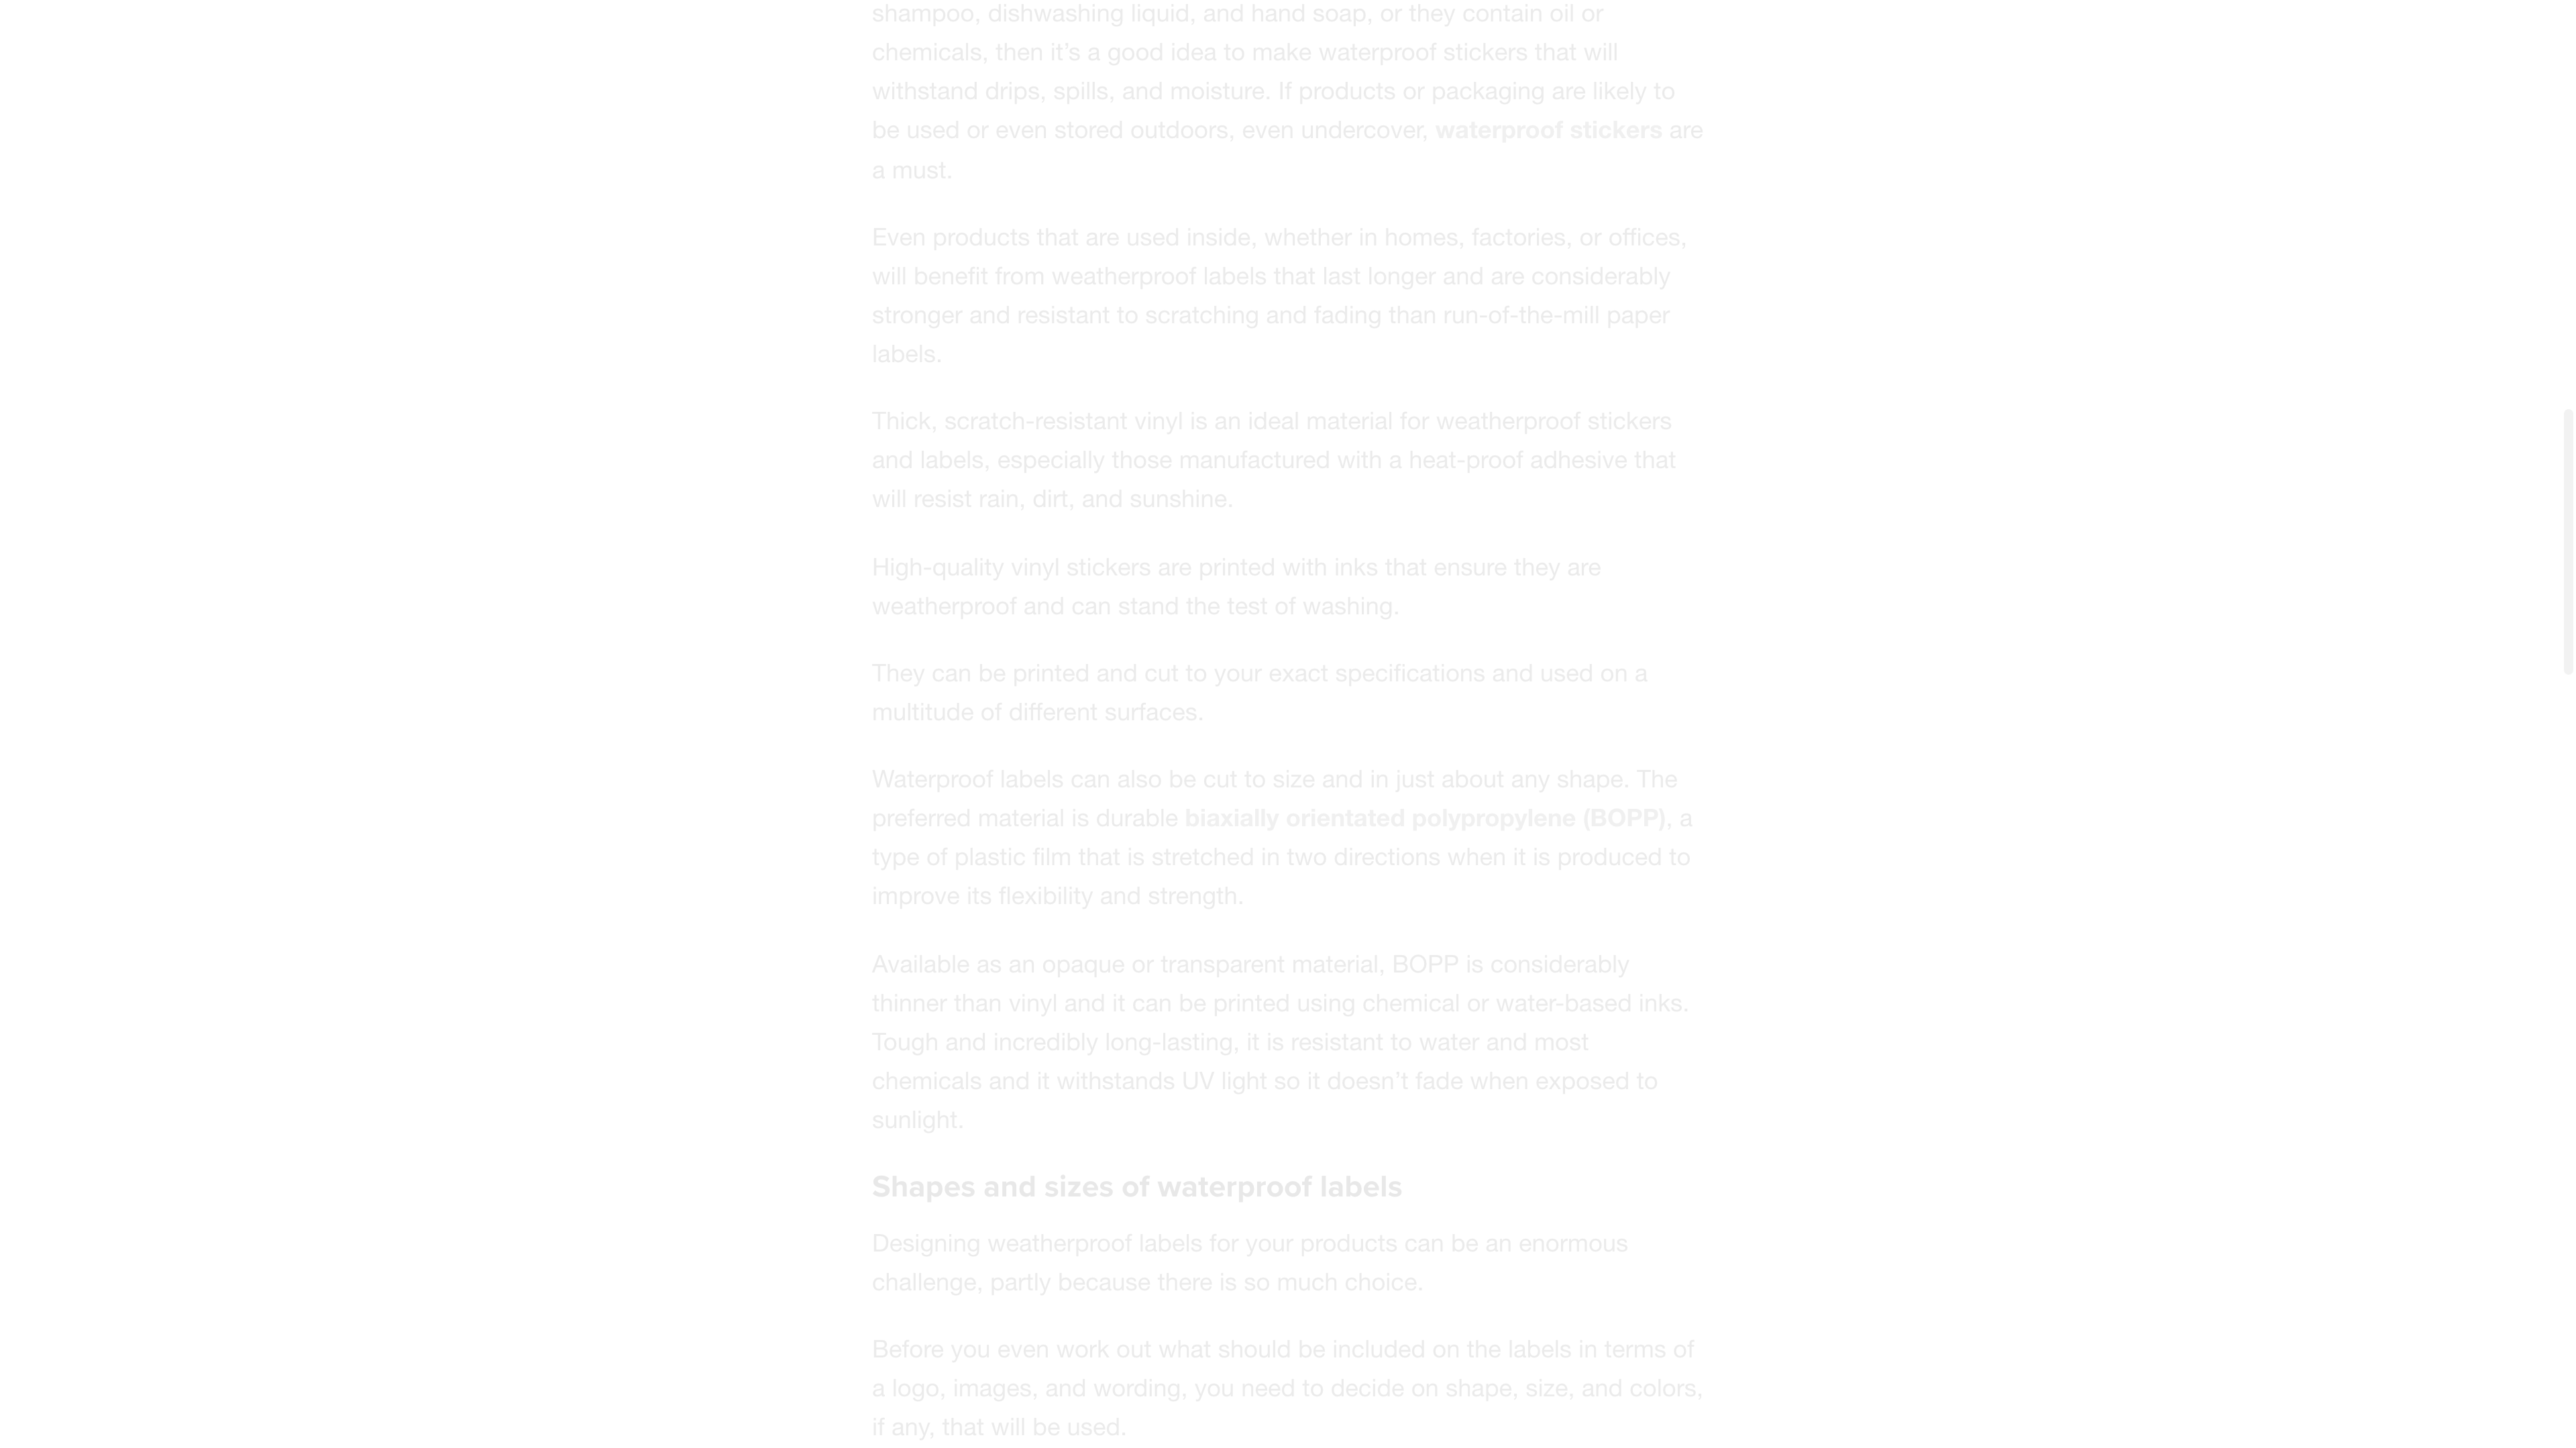 shampoo, dishwashing liquid, and hand soap, or they contain oil or
chemicals, then it’s a good idea to make waterproof stickers that will
withstand drips, spills, and moisture. If products or packaging are likely to
be used or even stored outdoors, even undercover, waterproof stickers are
a must.
Even products that are used inside, whether in homes, factories, or offices,
will benefit from weatherproof labels that last longer and are considerably
stronger and resistant to scratching and fading than run-of-the-mill paper
labels.
Thick, scratch-resistant vinyl is an ideal material for weatherproof stickers
and labels, especially those manufactured with a heat-proof adhesive that
will resist rain, dirt, and sunshine.
High-quality vinyl stickers are printed with inks that ensure they are
weatherproof and can stand the test of washing.
They can be printed and cut to your exact specifications and used on a
multitude of different surfaces.
Waterproof labels can also be cut to size and in just about any shape. The
preferred material is durable biaxially orientated polypropylene (BOPP), a
type of plastic film that is stretched in two directions when it is produced to
improve its flexibility and strength.
Available as an opaque or transparent material, BOPP is considerably
thinner than vinyl and it can be printed using chemical or water-based inks.
Tough and incredibly long-lasting, it is resistant to water and most
chemicals and it withstands UV light so it doesn’t fade when exposed to
sunlight.
Shapes and sizes of waterproof labels
Designing weatherproof labels for your products can be an enormous
challenge, partly because there is so much choice.
Before you even work out what should be included on the labels in terms of
a logo, images, and wording, you need to decide on shape, size, and colors,
if any, that will be used.